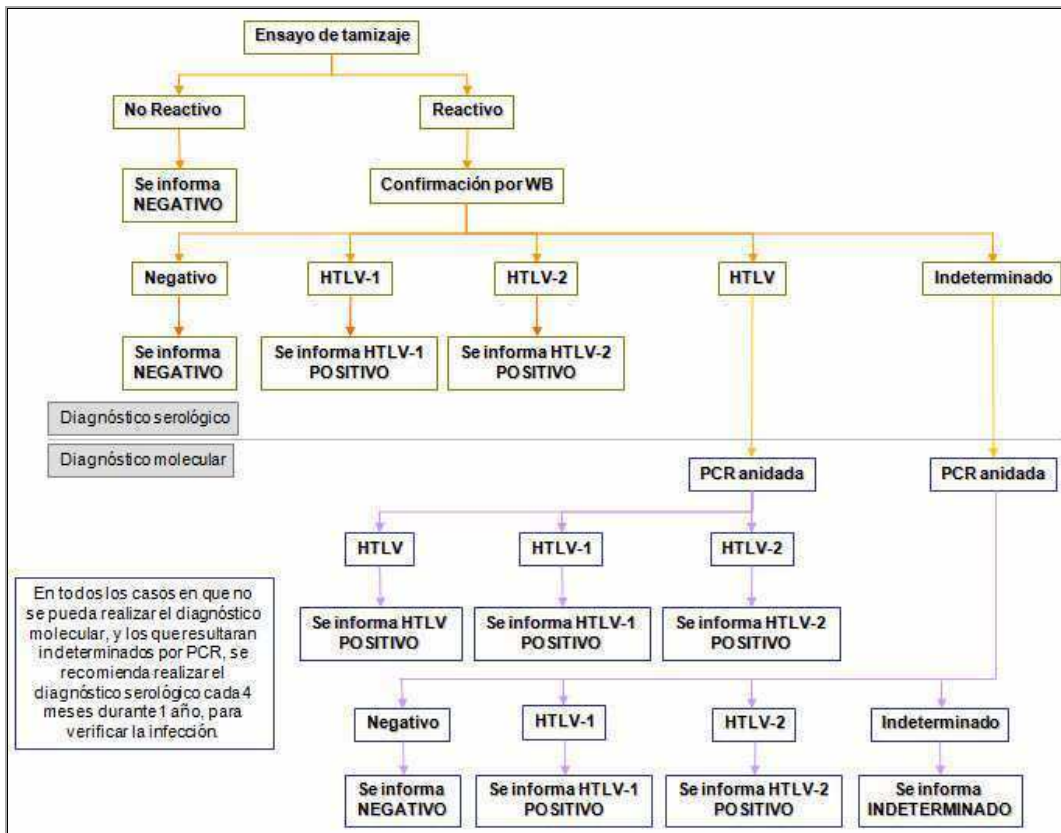 Ensayo de tamizaje
No Reactivo
Reactivo
Se informa
NEGATIVO
Confirmación por WB
Negativo
HTLV-1
HTLV-2
HTLV
Indeterminado
Se informa
NEGATIVO
Se informa HTLV-1
POSITIVO
Se informa HTLV-2
POSITIVO
Diagnóstico serológico
Diagnóstico molecular
PCR anidada
PCR anidada
HTLV
HTLV-1
HTLV-2
Se informa HTLV
POSITIVO
Se informa HTLV-1
POSITIVO
Se informa HTLV-2
POSITIVO
En todos los casos en que no
se pueda realizar el diagnóstico
molecular, y los que resultaran
indeterminados por PCR, se
recomienda realizar el
diagnóstico serológico cada 4
meses durante 1 año, para
verificar la infección.
Negativo
HTLV-1
HTLV-2
Indeterminado
Se informa
NEGATIVO
Se informa HTLV-1
POSITIVO
Se informa HTLV-2
POSITIVO
Se informa
INDETERMINADO